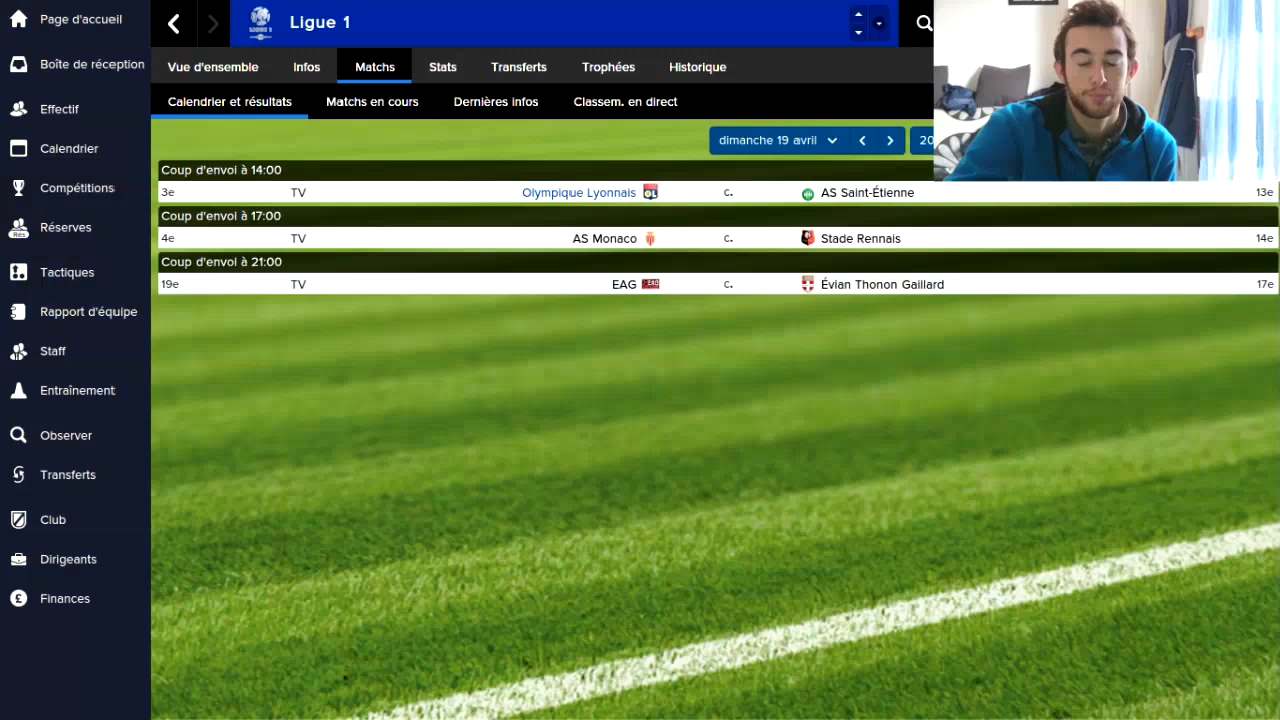 Page d'accueil
Boîte de réception
Effectif
Calendrier
Compétitions
Réserves
Tactiques
Rapport d'équipe
Staff
Entraînement
Observer
Transferts
Club
Dirigeants
Finances
Ligue 1
Vue d'ensemble Infos Matchs Stats Transferts Trophées Historique
Calendrier et résultats Matchs en cours Dernières infos Classem. en direct
dimanche 19 avril 20
Coup d'envoi à 14:00
3e TV Olympique Lyonnais c. AS Saint-Étienne 13e
Coup d'envoi à 17:00
4e TV AS Monaco c. Stade Rennais 14e
Coup d'envoi à 21:00
19e TV EAG c. Évian Thonon Gaillard 17e